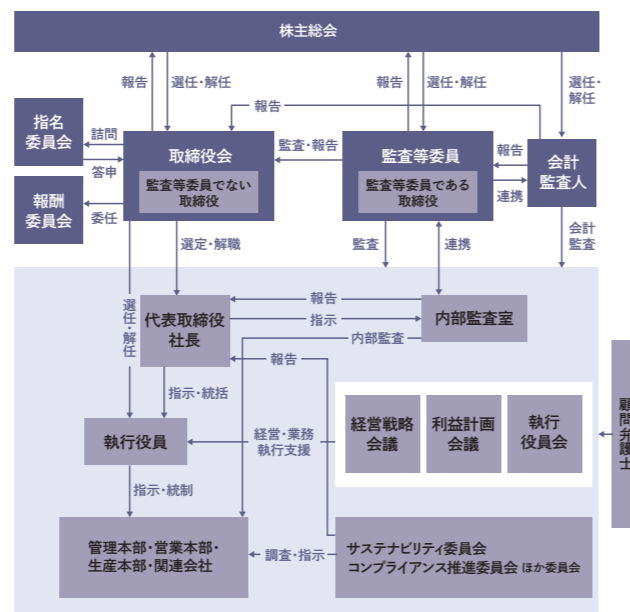 株主総会
報告
選任・解任
報告
選任・解任
選任・
解任
報告
指名
委員会
諮問
答申
取締役会
監査等委員でない
取締役
監査・報告
監査等委員
監査等委員である
取締役
報告
連携
会計
監査人
報酬
委員会
委任
選定・解職
監査
連携
会計
監査
選任・解任
代表取締役
社長
報告
指示
内部監査室
内部監査
報告
指示・統括
執行役員
経営・業務
執行支援
経営戦略
会議
利益計画
会議
執行
役員会
顧問弁護士
指示・統制
管理本部・営業本部・
生産本部・関連会社
調査・指示
サステナビリティ委員会
コンプライアンス推進委員会 ほか委員会